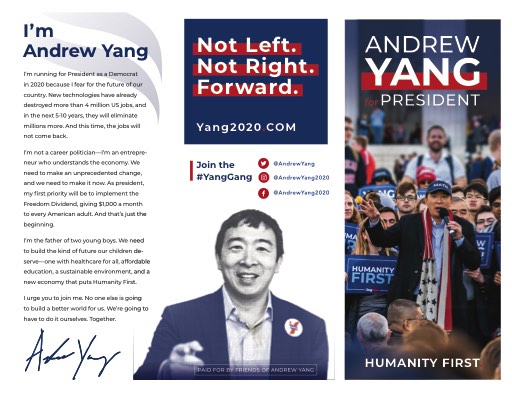 I'm
Andrew Yang
I'm running for President as a Democrat
in 2020 because I fear for the future of our
country. New technologies have already
destroyed more than 4 million US jobs, and
in the next 5-10 years, they will eliminate
millions more. And this time, the jobs will
not come back.
I'm not a career politician—I'm an entrepre-
neur who understands the economy. We
need to make an unprecedented change,
and we need to make it now. As president,
my first priority will be to implement the
Freedom Dividend, giving $1,000 a month
to every American adult. And that's just the
beginning.
I'm the father of two young boys. We need
to build the kind of future our children de-
serve—one with healthcare for all, affordable
education, a sustainable environment, and a
new economy that puts Humanity First.
I urge you to join me. No one else is going
to build a better world for us. We're going to
have to do it ourselves. Together.
Andrew Yang
Not Left.
Not Right.
Forward.
Yang2020.COM
Join the
#YangGang
@AndrewYang
@AndrewYang2020
@AndrewYang2020
PAID FOR BY FRIENDS OF ANDREW YANG
ANDREW
YANG
for PRESIDENT
MATH
HUMANITY
FIRST
HUMANITY FIRST